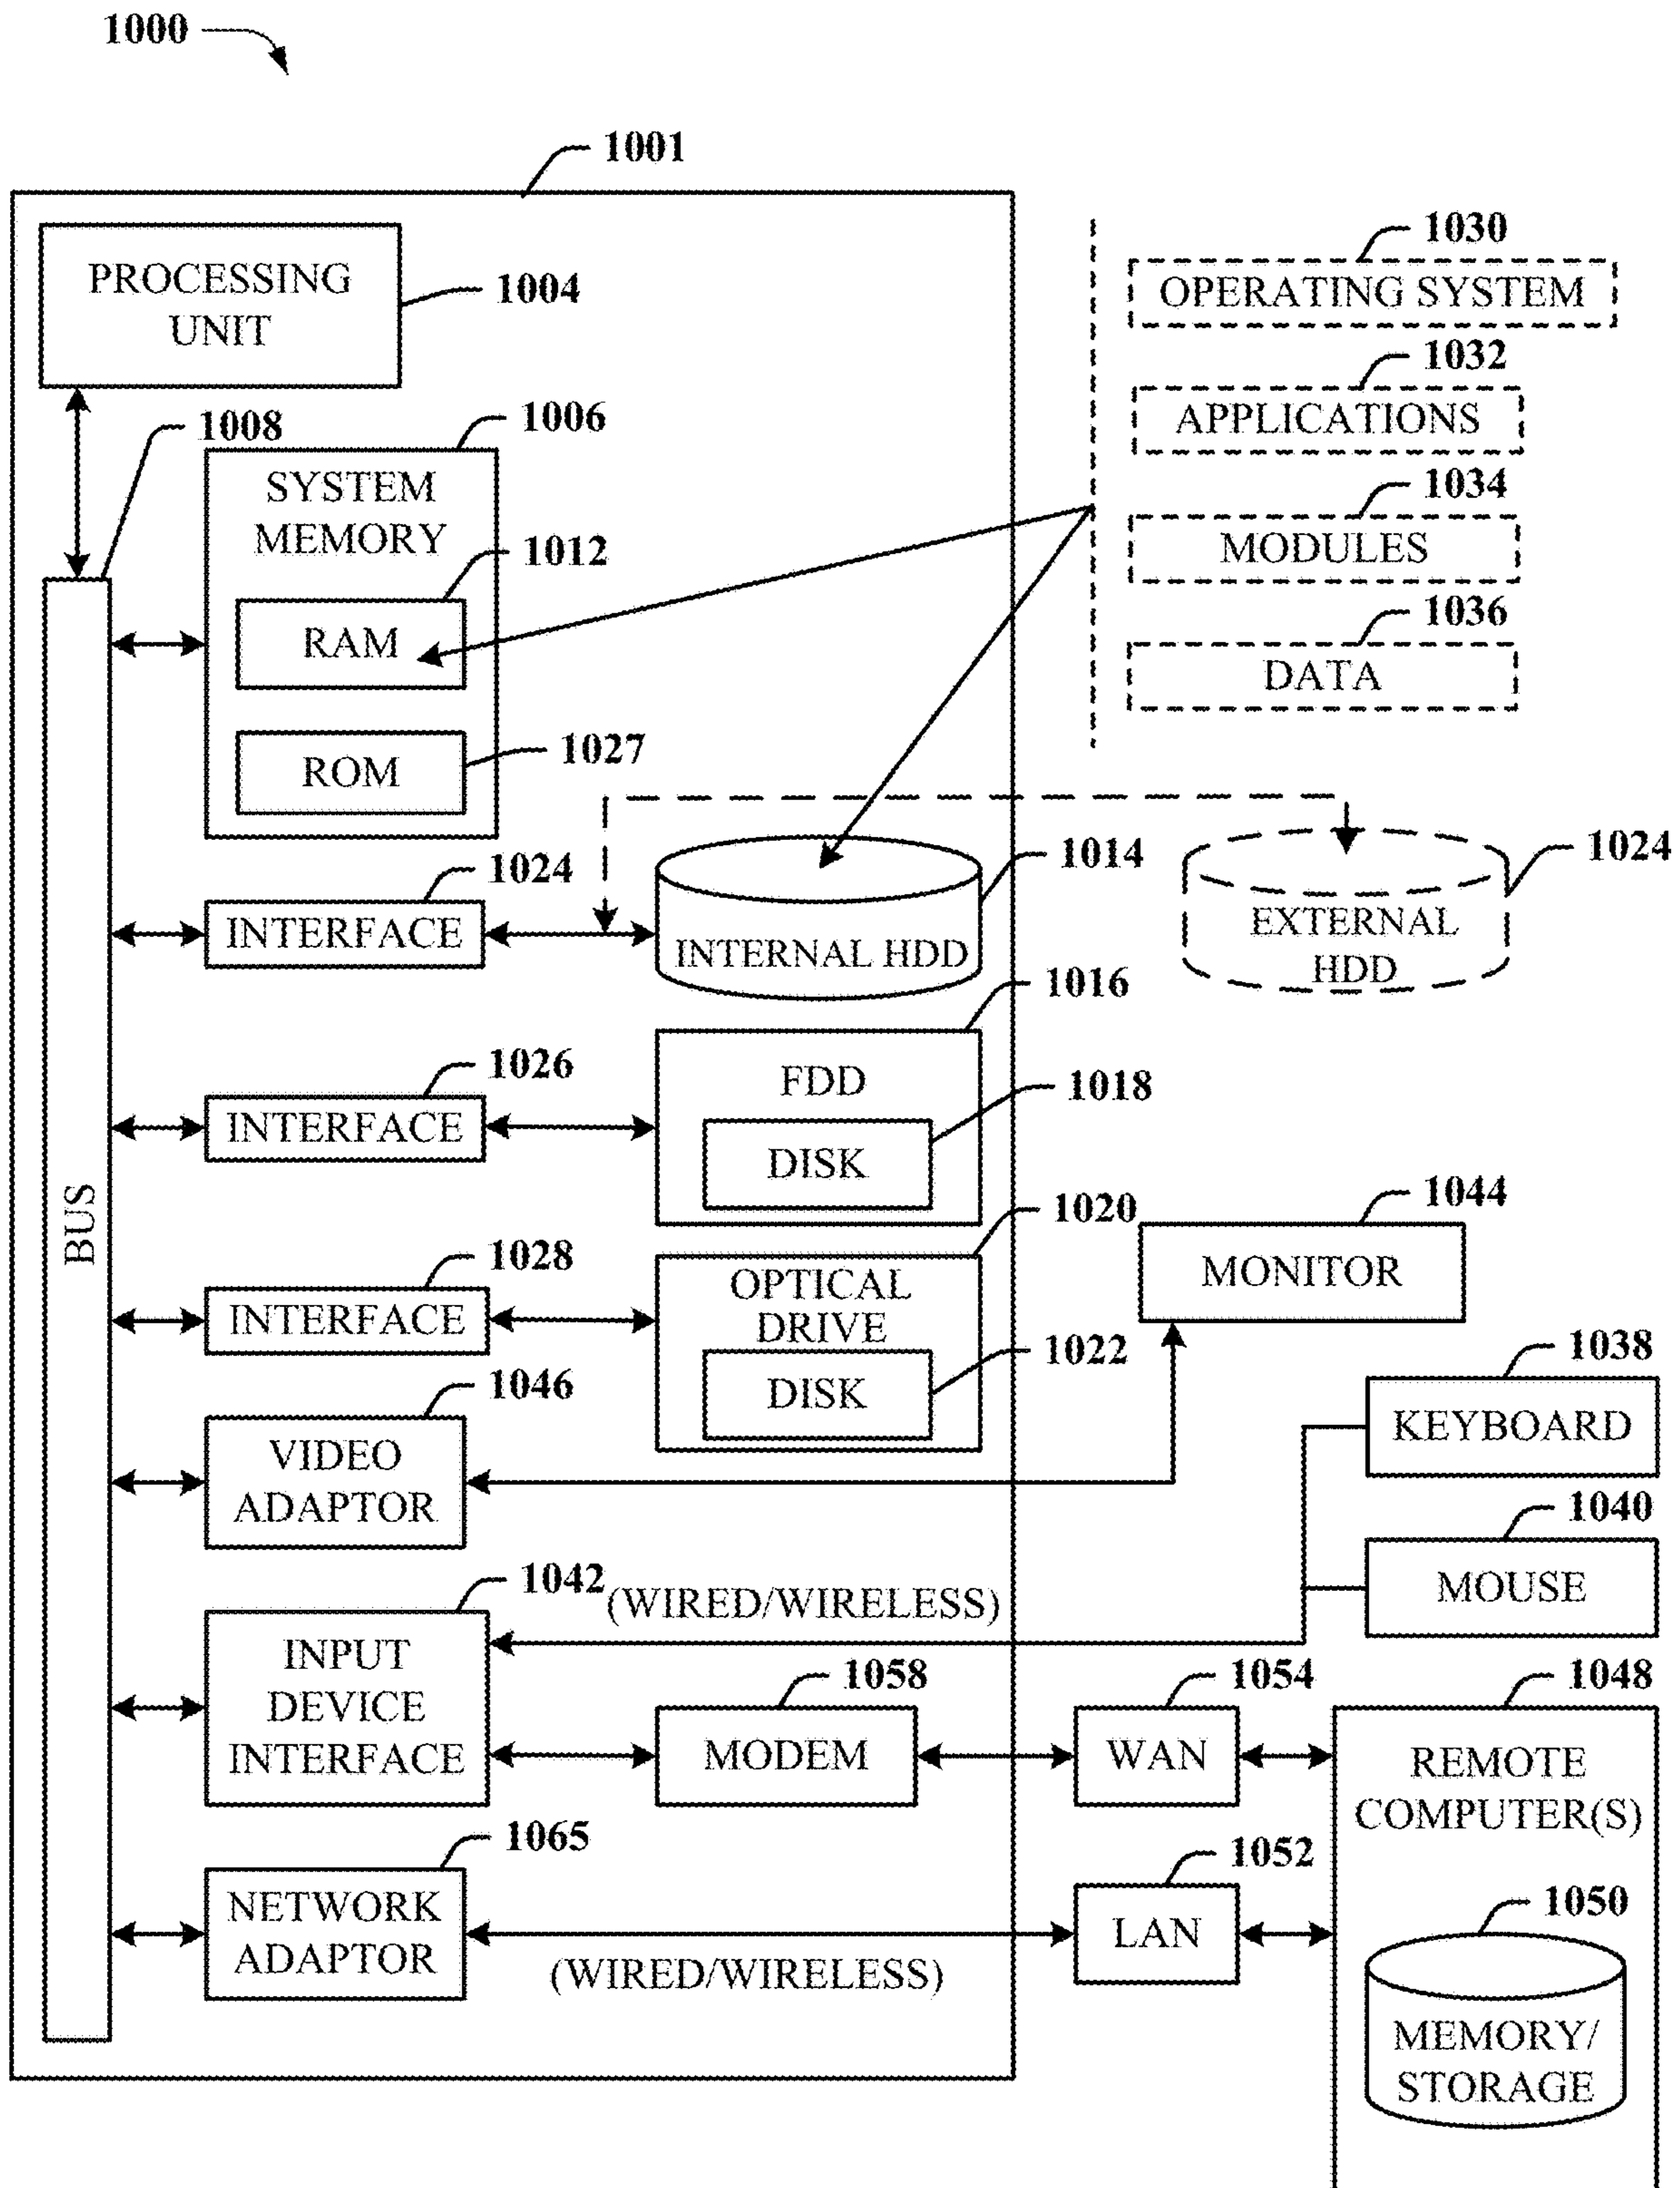 1000
1001
PROCESSING
UNIT
1004
1030
OPERATING SYSTEM
1032
APPLICATIONS
1034
MODULES
1036
DATA
1008
1006
SYSTEM
MEMORY
1012
RAM
1027
ROM
1024
INTERFACE
1014
INTERNAL HDD
1024
EXTERNAL
HDD
1016
FDD
1026
INTERFACE
1018
DISK
BUS
1020
OPTICAL
DRIVE
1028
INTERFACE
1022
DISK
1044
MONITOR
1046
VIDEO
ADAPTOR
1038
KEYBOARD
1040
MOUSE
1042
(WIRED/WIRELESS)
INPUT
DEVICE
INTERFACE
1058
MODEM
1054
WAN
1048
REMOTE
COMPUTER(S)
1065
NETWORK
ADAPTOR
(WIRED/WIRELESS)
1052
LAN
1050
MEMORY/
STORAGE